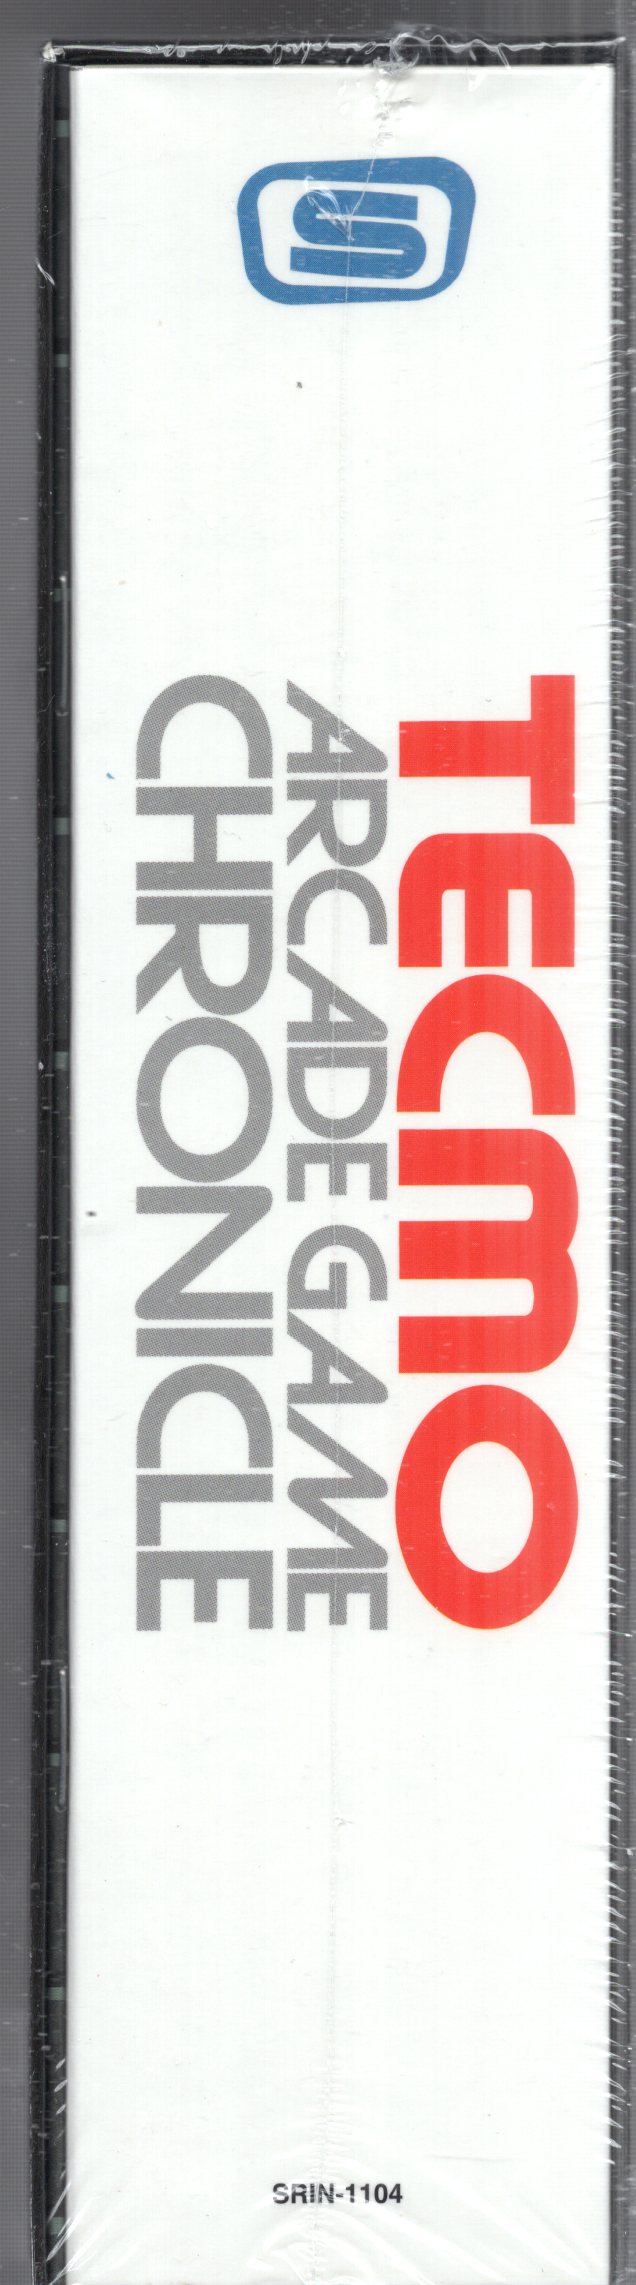 TECMO
ARCADE GAME
CHRONICLE
SRIN-1104